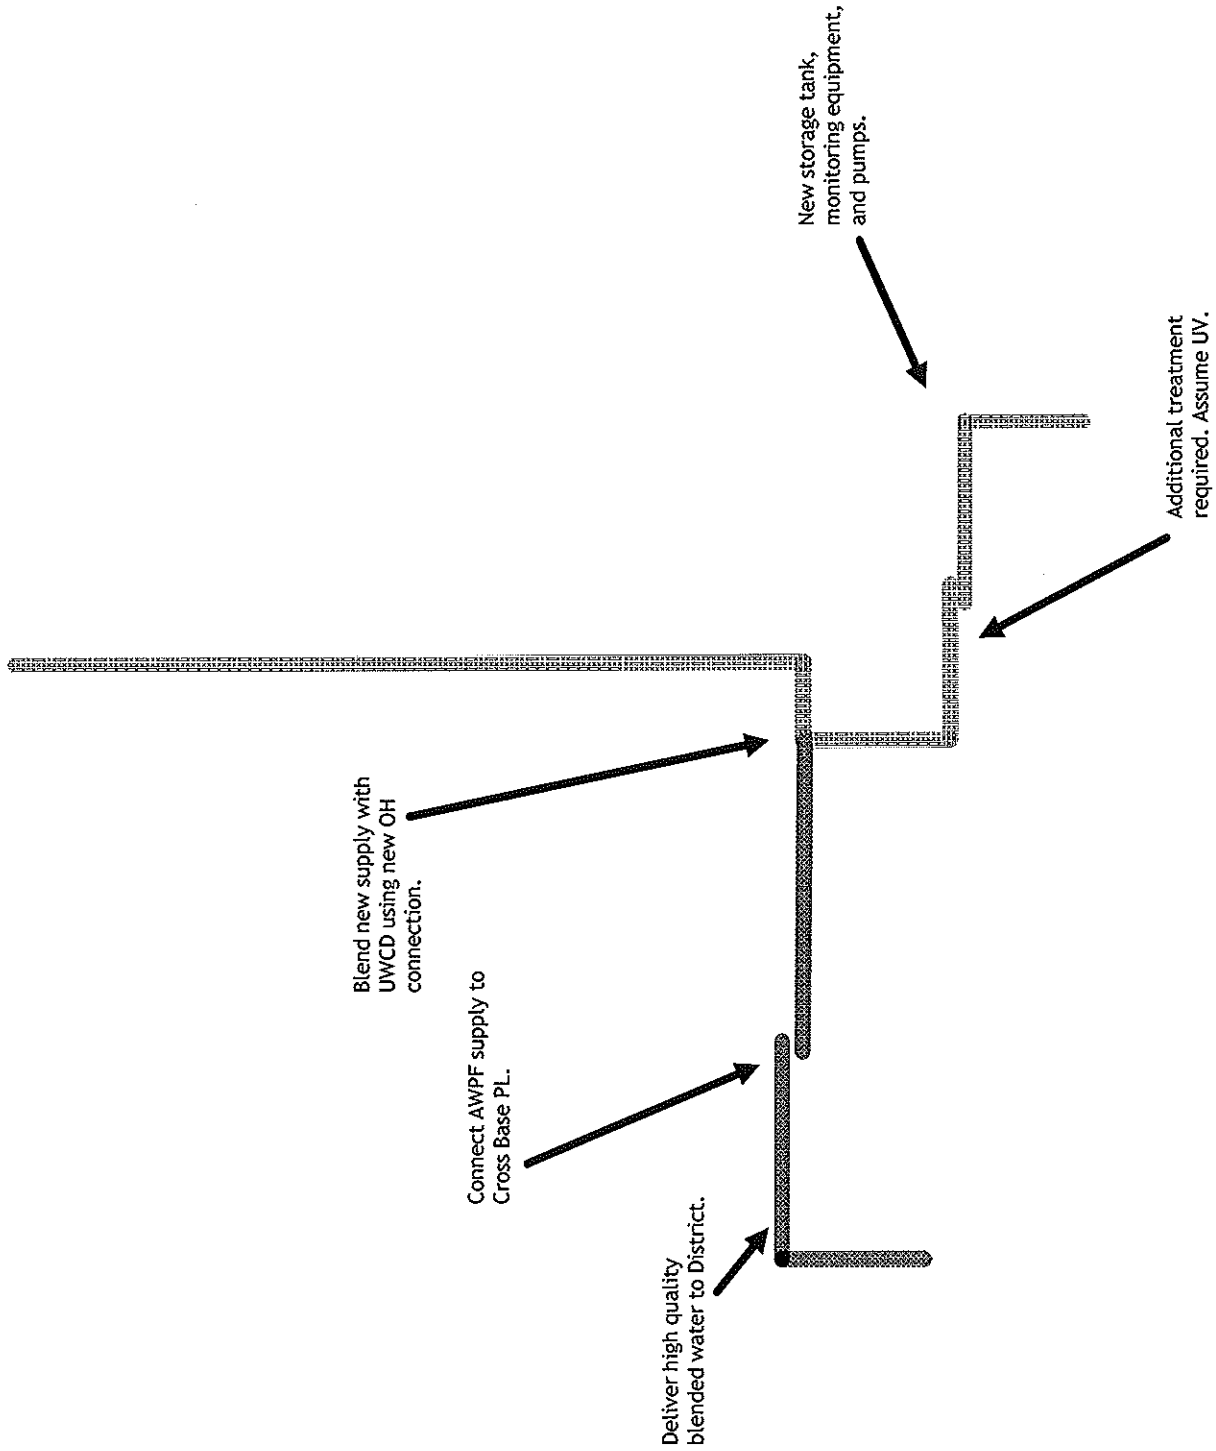 Deliver high quality
blended water to District.
Connect AWPF supply to
Cross Base PL.
Blend new supply with
UWCD using new OH
connection.
Additional treatment
required. Assume UV.
New storage tank,
monitoring equipment,
and pumps.